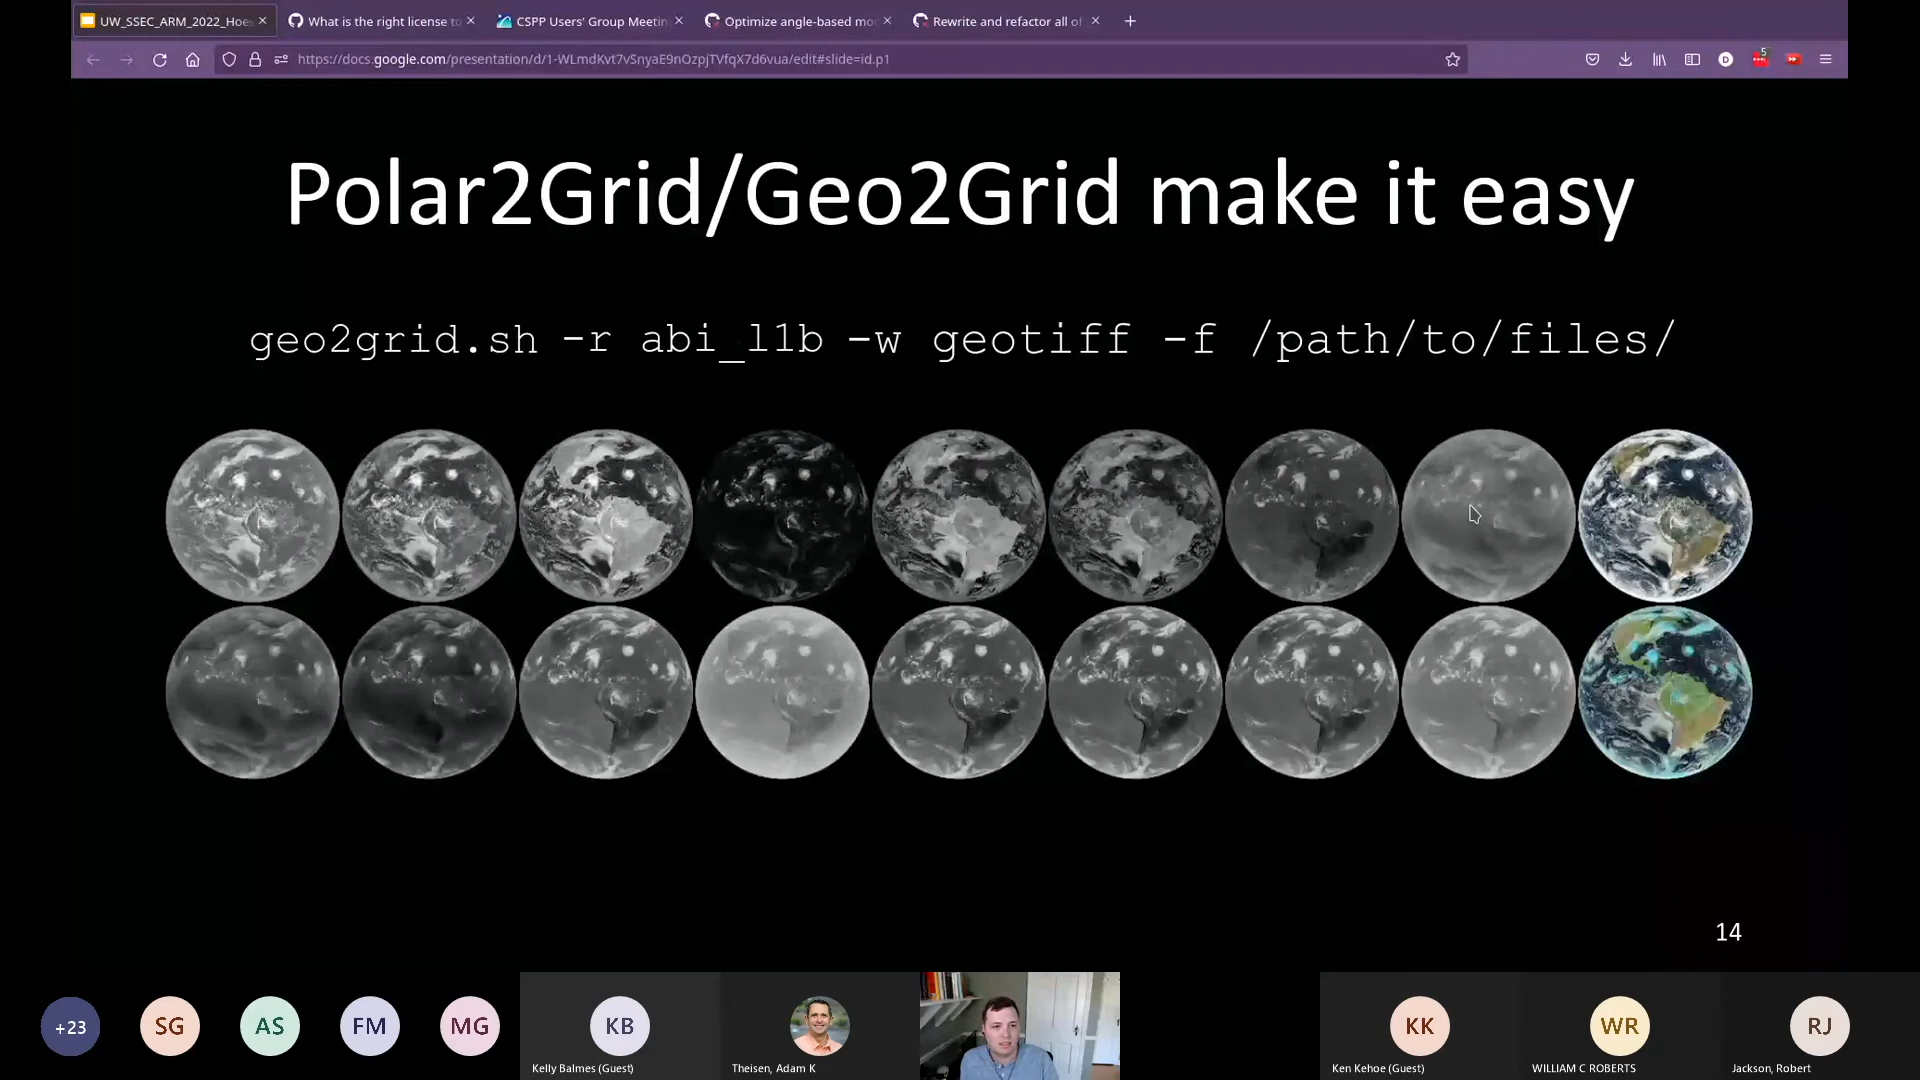 UW_SSEC_ARM_2022_Hoe
What is the right license to
CSPP Users' Group Meetin
Optimize angle-based mo
Rewrite and refactor all of
https://docs.google.com/presentation/d/1-WLmdKvt7vSnyaE9nOzpjTVfqX7d6vua/edit#slide=id.p1
D
5
Polar2Grid/Geo2Grid make it easy
geo2grid.sh -r abi_l1b -w geotiff -f /path/to/files/
14
+23
SG
AS
FM
MG
KB
KK
WR
RJ
Kelly Balmes (Guest)
Theisen, Adam K
Ken Kehoe (Guest)
WILLIAM C ROBERTS
Jackson, Robert